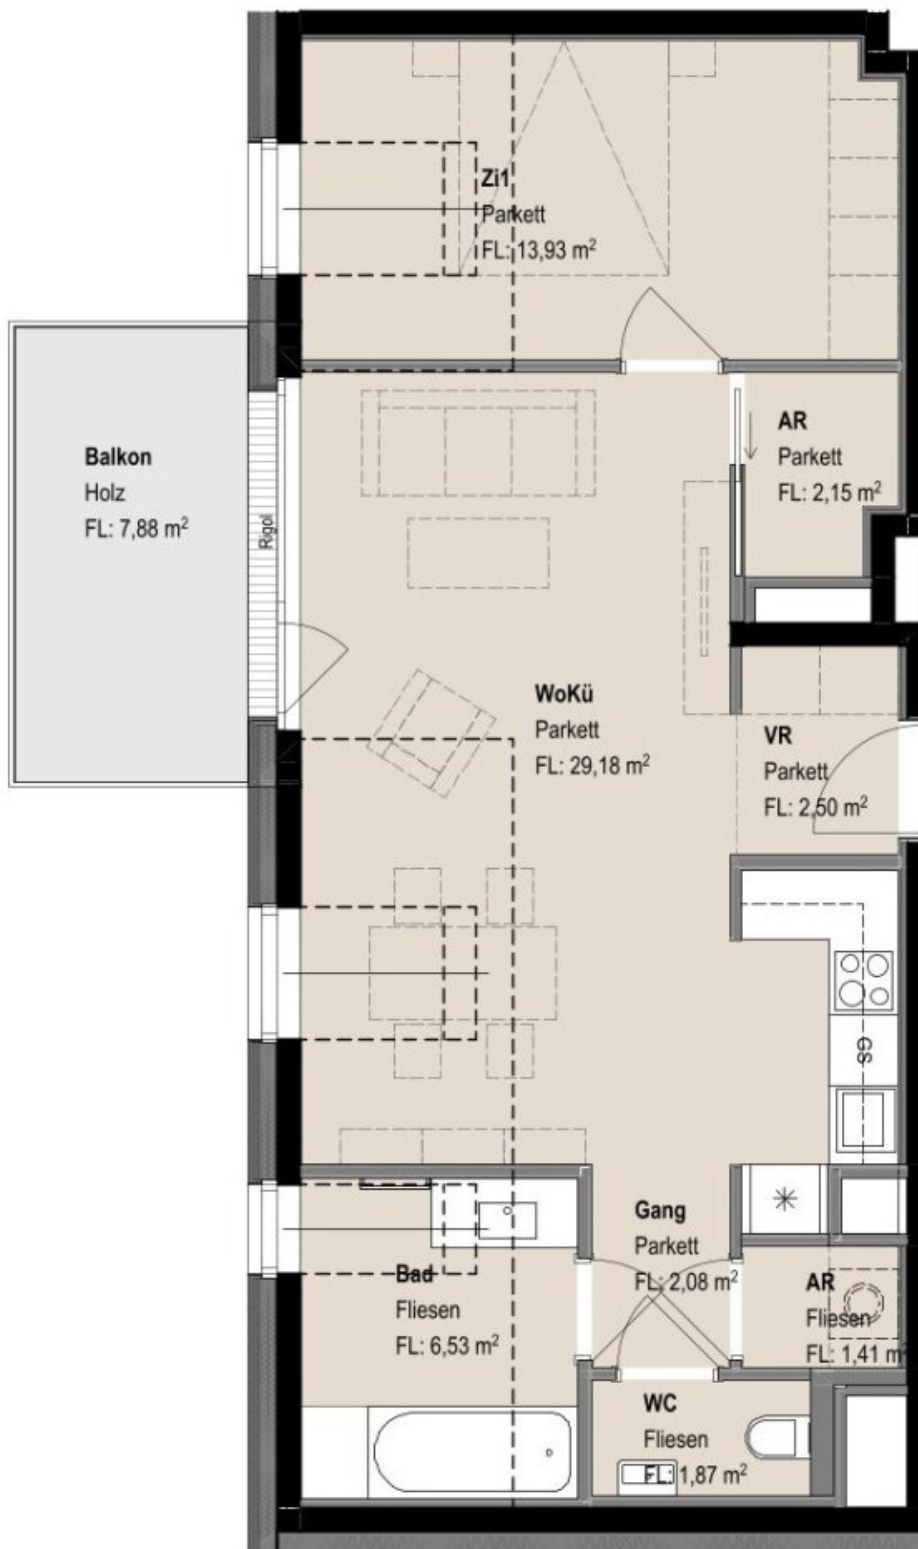 Zi1
Parkett
FL: 13,93 m²
Balkon
Holz
FL: 7,88 m²
Rigol
AR
Parkett
FL: 2,15 m²
WoKü
Parkett
FL: 29,18 m²
VR
Parkett
FL: 2,50 m²
GS
Gang
Parkett
FL: 2,08 m²
Bad
Fliesen
FL: 6,53 m²
AR
Fliesen
FL: 1,41 m²
WC
Fliesen
FL: 1,87 m²